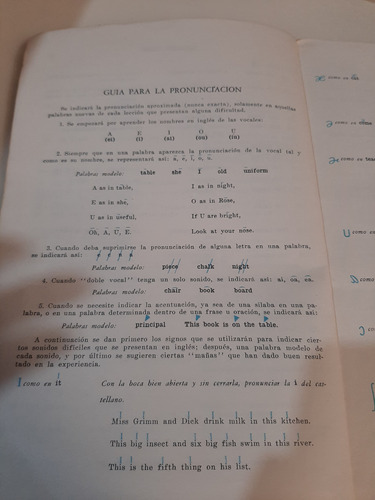 GUIA PARA LA PRONUNCIACION
Se indicará la pronunciación aproximada (nunca exacta), solamente en aquellas
palabras nuevas de cada lección que presenten alguna dificultad.
1. Se empezará por aprender los nombres en inglés de las vocales:
A E I O U
(ei) (i) (ai) (ou) (iu)
2. Siempre que en una palabra aparezca la pronunciación de la vocal tal y
como es su nombre, se representará así: ā, ē, ī, ō, ū.
Palabras modelo: table she I old uniform
A as in table, I as in night,
E as in she, O as in Rose,
U as in useful, If U are bright,
Oh, A, U, E. Look at your nose.
3. Cuando deba suprimirse la pronunciación de alguna letra en una palabra,
se indicará así:
Palabras modelo: piece chalk night
4. Cuando "doble vocal" tenga un solo sonido, se indicará así: ai, oo, oa.
Palabras modelo: chair book board
5. Cuando se necesite indicar la acentuación, ya sea de una sílaba en una pala-
bra, o en una palabra determinada dentro de una frase u oración, se indicará así:
Palabras modelo: principal This book is on the table.
A continuación se dan primero los signos que se utilizarán para indicar cier-
tos sonidos difíciles que se presentan en inglés; después, una palabra modelo de
cada sonido, y por último se sugieren ciertas "mañas" que han dado buen resul-
tado en la experiencia.
I como en it Con la boca bien abierta y sin cerrarla, pronuncian la i del cas-
tellano.
Miss Grimm and Dick drink milk in this kitchen.
This big insect and six big fish swim in this river.
This is the fifth thing on his list.
como en
como en
como en
U como en
como
como